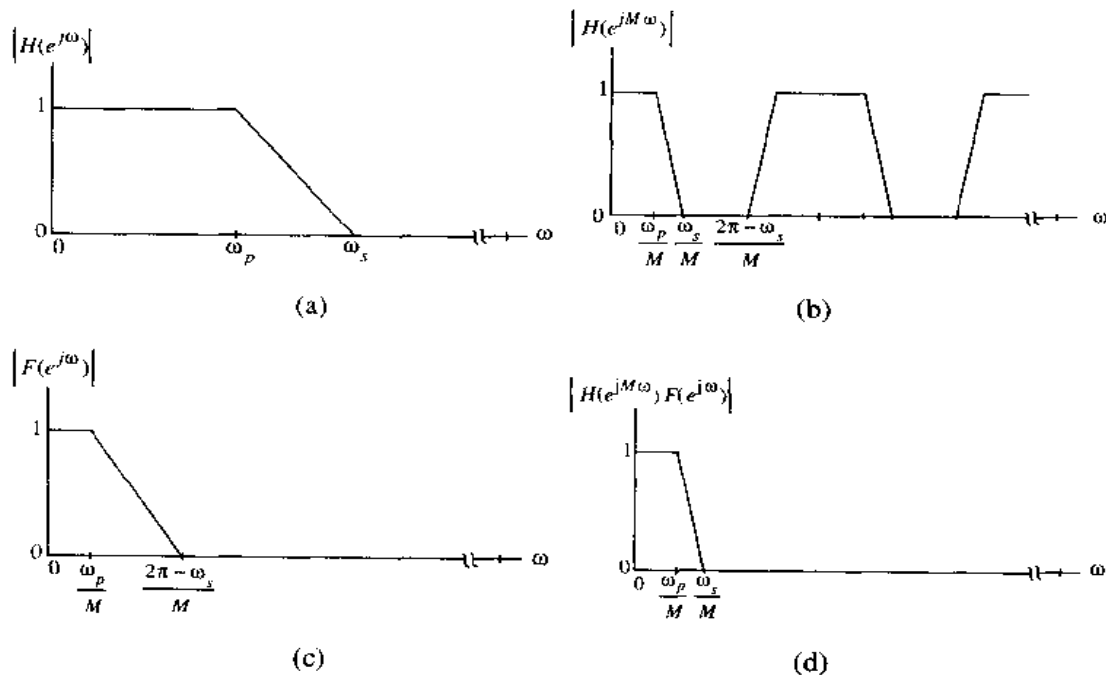 |H(e^{jω})|
1
0
0 ω_p ω_s ω
(a)
|H(e^{jMω})|
1
0
0 ω_p/M ω_s/M 2π − ω_s/M ω
(b)
|F(e^{jω})|
1
0
0 ω_p/M 2π − ω_s/M ω
(c)
|H(e^{jMω}) F(e^{jω})|
1
0
0 ω_p/M ω_s/M ω
(d)